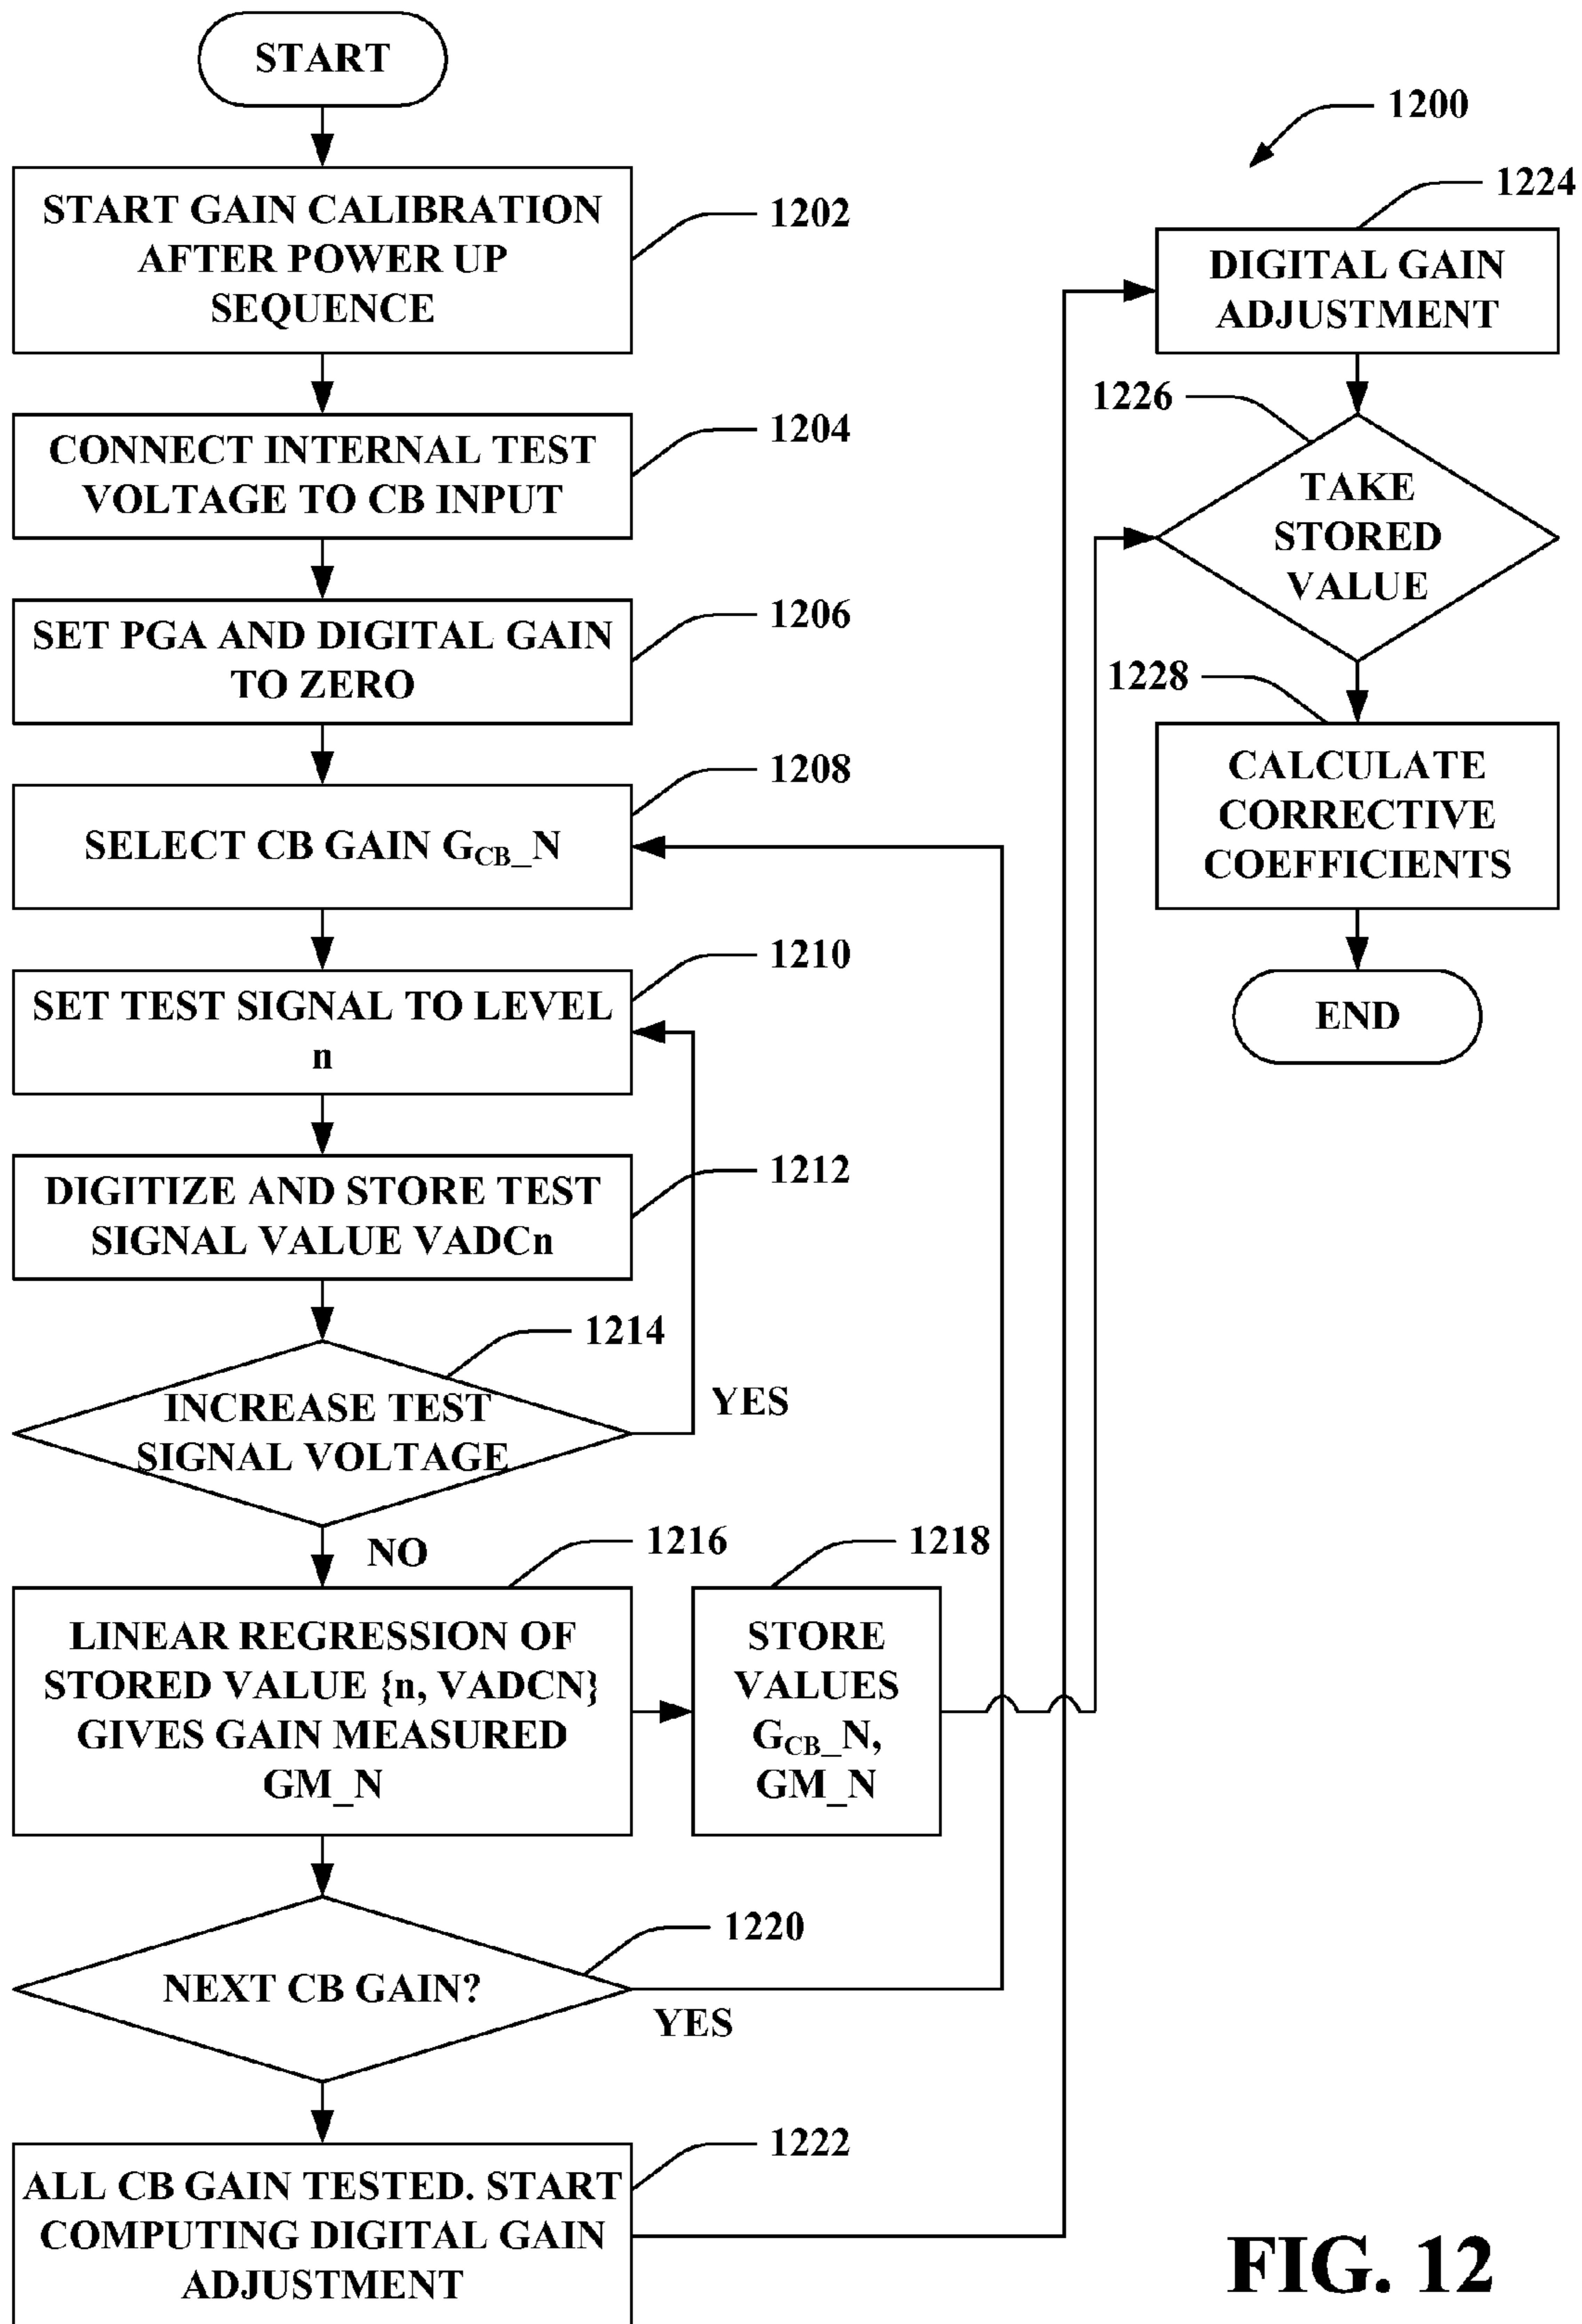 START
START GAIN CALIBRATION
AFTER POWER UP
SEQUENCE
1202
CONNECT INTERNAL TEST
VOLTAGE TO CB INPUT
1204
SET PGA AND DIGITAL GAIN
TO ZERO
1206
SELECT CB GAIN GCB_N
1208
SET TEST SIGNAL TO LEVEL
n
1210
DIGITIZE AND STORE TEST
SIGNAL VALUE VADCn
1212
INCREASE TEST
SIGNAL VOLTAGE
1214
YES
NO
LINEAR REGRESSION OF
STORED VALUE {n, VADCN}
GIVES GAIN MEASURED
GM_N
1216
STORE
VALUES
GCB_N,
GM_N
1218
NEXT CB GAIN?
1220
YES
ALL CB GAIN TESTED. START
COMPUTING DIGITAL GAIN
ADJUSTMENT
1222
1200
DIGITAL GAIN
ADJUSTMENT
1224
TAKE
STORED
VALUE
1226
CALCULATE
CORRECTIVE
COEFFICIENTS
1228
END
FIG. 12